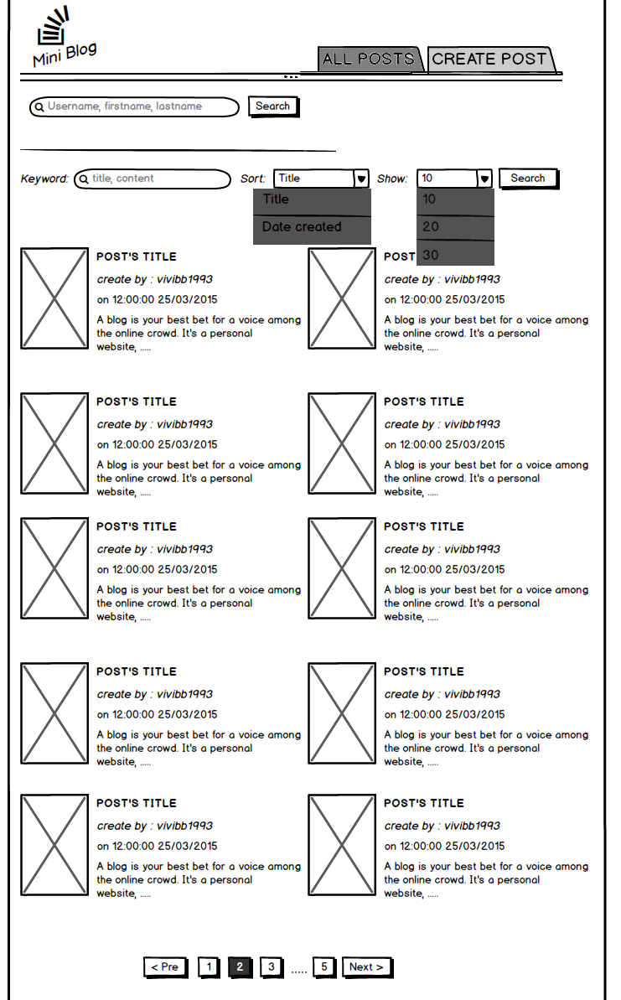 Mini Blog
ALL POSTS CREATE POST
Username, firstname, lastname Search
Keyword: title, content Sort: Title Show: 10 Search
Title 10
Date created 20
30
POST'S TITLE
create by : vivibb1993
on 12:00:00 25/03/2015
A blog is your best bet for a voice among
the online crowd. It's a personal
website, .....
POST
create by : vivibb1993
on 12:00:00 25/03/2015
A blog is your best bet for a voice among
the online crowd. It's a personal
website, .....
POST'S TITLE
create by : vivibb1993
on 12:00:00 25/03/2015
A blog is your best bet for a voice among
the online crowd. It's a personal
website, .....
POST'S TITLE
create by : vivibb1993
on 12:00:00 25/03/2015
A blog is your best bet for a voice among
the online crowd. It's a personal
website, .....
POST'S TITLE
create by : vivibb1993
on 12:00:00 25/03/2015
A blog is your best bet for a voice among
the online crowd. It's a personal
website, .....
POST'S TITLE
create by : vivibb1993
on 12:00:00 25/03/2015
A blog is your best bet for a voice among
the online crowd. It's a personal
website, .....
POST'S TITLE
create by : vivibb1993
on 12:00:00 25/03/2015
A blog is your best bet for a voice among
the online crowd. It's a personal
website, .....
POST'S TITLE
create by : vivibb1993
on 12:00:00 25/03/2015
A blog is your best bet for a voice among
the online crowd. It's a personal
website, .....
POST'S TITLE
create by : vivibb1993
on 12:00:00 25/03/2015
A blog is your best bet for a voice among
the online crowd. It's a personal
website, .....
POST'S TITLE
create by : vivibb1993
on 12:00:00 25/03/2015
A blog is your best bet for a voice among
the online crowd. It's a personal
website, .....
< Pre 1 2 3 ..... 5 Next >